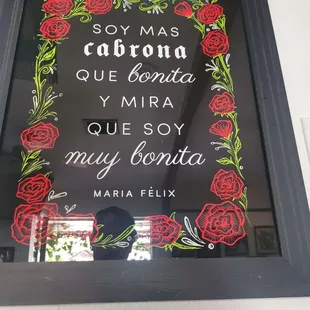 SOY MAS
cabrona
QUE bonita
Y MIRA
QUE SOY
muy bonita
MARIA FÉLIX